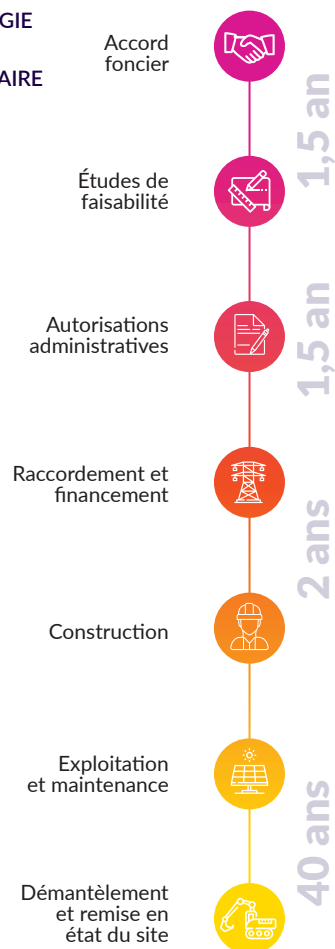 GIE
AIRE
Accord
foncier
1,5 an
Études de
faisabilité
1,5 an
Autorisations
administratives
Raccordement et
financement
2 ans
Construction
Exploitation
et maintenance
40 ans
Démantèlement
et remise en
état du site